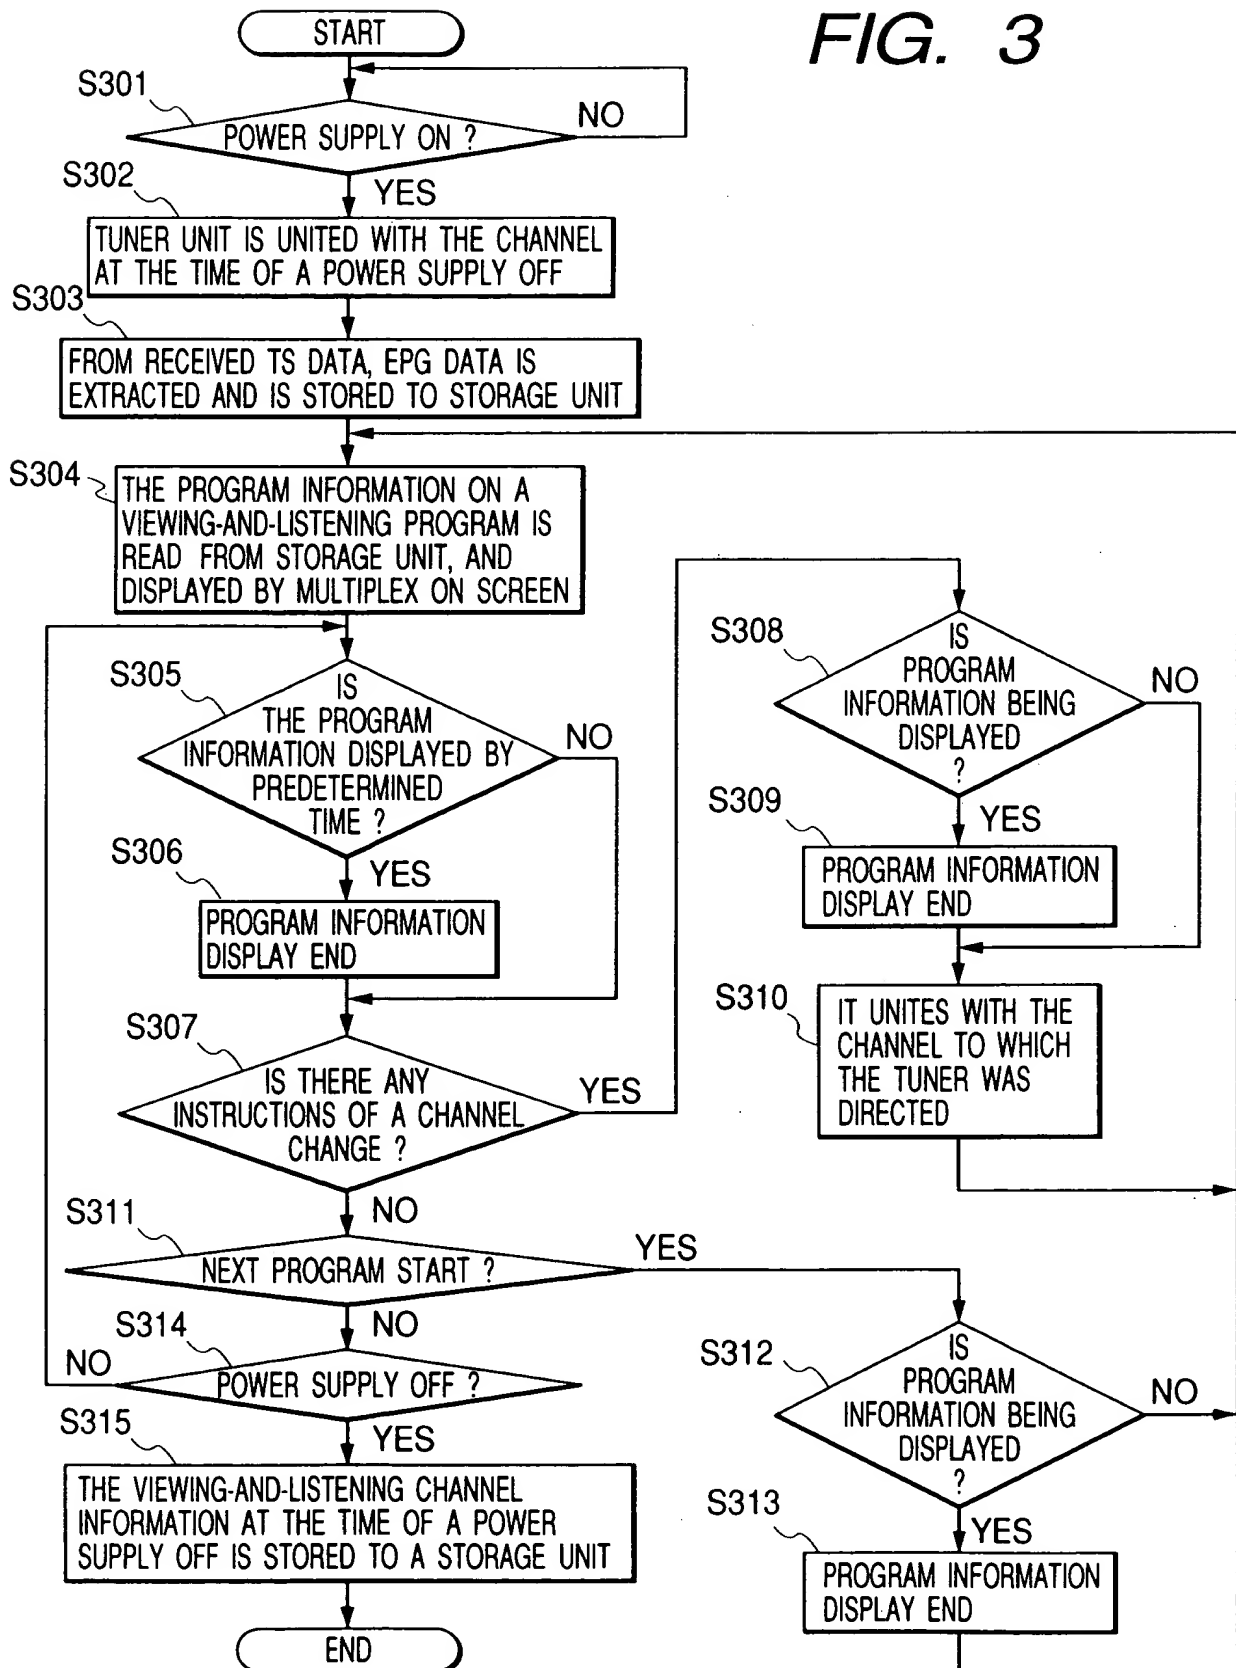 FIG. 3
START
S301
POWER SUPPLY ON ?
NO
YES
S302
TUNER UNIT IS UNITED WITH THE CHANNEL
AT THE TIME OF A POWER SUPPLY OFF
S303
FROM RECEIVED TS DATA, EPG DATA IS
EXTRACTED AND IS STORED TO STORAGE UNIT
S304
THE PROGRAM INFORMATION ON A
VIEWING-AND-LISTENING PROGRAM IS
READ FROM STORAGE UNIT, AND
DISPLAYED BY MULTIPLEX ON SCREEN
S305
IS
THE PROGRAM
INFORMATION DISPLAYED BY
PREDETERMINED
TIME ?
NO
YES
S306
PROGRAM INFORMATION
DISPLAY END
S307
IS THERE ANY
INSTRUCTIONS OF A CHANNEL
CHANGE ?
YES
NO
S308
IS
PROGRAM
INFORMATION BEING
DISPLAYED
?
NO
YES
S309
PROGRAM INFORMATION
DISPLAY END
S310
IT UNITES WITH THE
CHANNEL TO WHICH
THE TUNER WAS
DIRECTED
S311
NEXT PROGRAM START ?
YES
NO
S312
IS
PROGRAM
INFORMATION BEING
DISPLAYED
?
NO
YES
S313
PROGRAM INFORMATION
DISPLAY END
S314
POWER SUPPLY OFF ?
NO
YES
S315
THE VIEWING-AND-LISTENING CHANNEL
INFORMATION AT THE TIME OF A POWER
SUPPLY OFF IS STORED TO A STORAGE UNIT
END